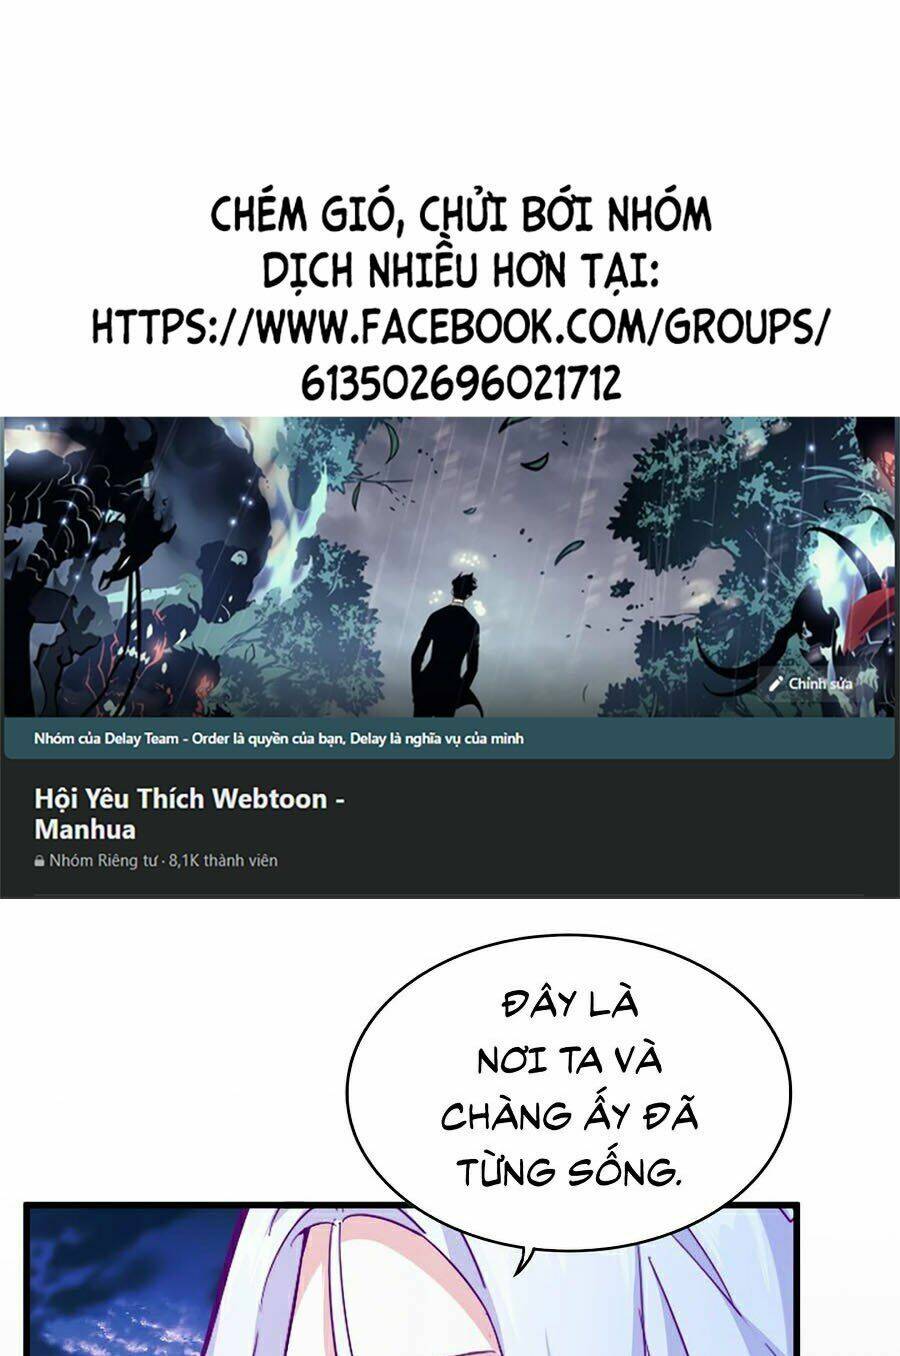 CHÉM GIÓ, CHỬI BỚI NHÓM
DỊCH NHIỀU HƠN TẠI:
HTTPS://WWW.FACEBOOK.COM/GROUPS/
613502696021712
Chỉnh sửa
Nhóm của Delay Team - Order là quyền của bạn, Delay là nghĩa vụ của mình
Hội Yêu Thích Webtoon -
Manhua
Nhóm Riêng tư · 8,1K thành viên
ĐÂY LÀ
NƠI TA VÀ
CHÀNG ẤY ĐÃ
TỪNG SỐNG.